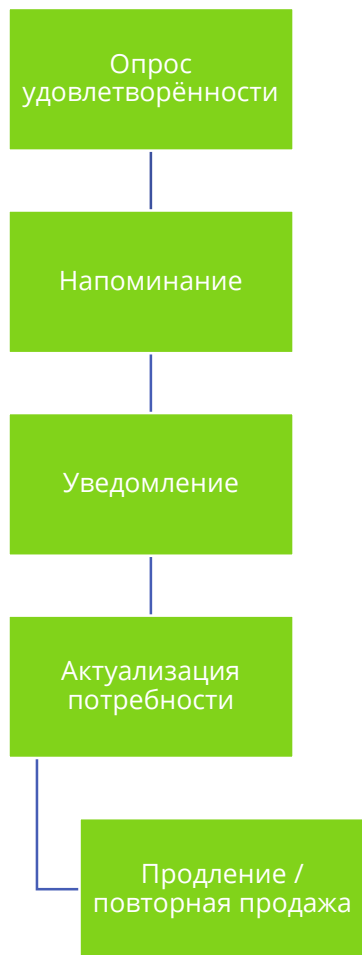 Опрос
удовлетворённости
Напоминание
Уведомление
Актуализация
потребности
Продление /
повторная продажа